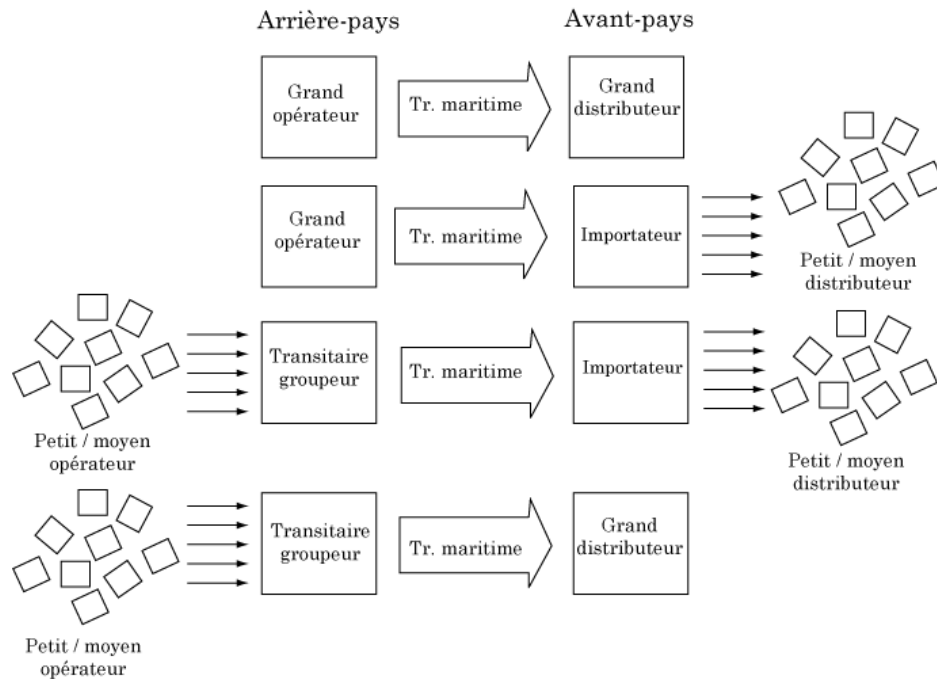 Arrière-pays
Avant-pays
Grand
opérateur
Tr. maritime
Grand
distributeur
Grand
opérateur
Tr. maritime
Importateur
Petit / moyen
distributeur
Petit / moyen
opérateur
Transitaire
groupeur
Tr. maritime
Importateur
Petit / moyen
distributeur
Petit / moyen
opérateur
Transitaire
groupeur
Tr. maritime
Grand
distributeur